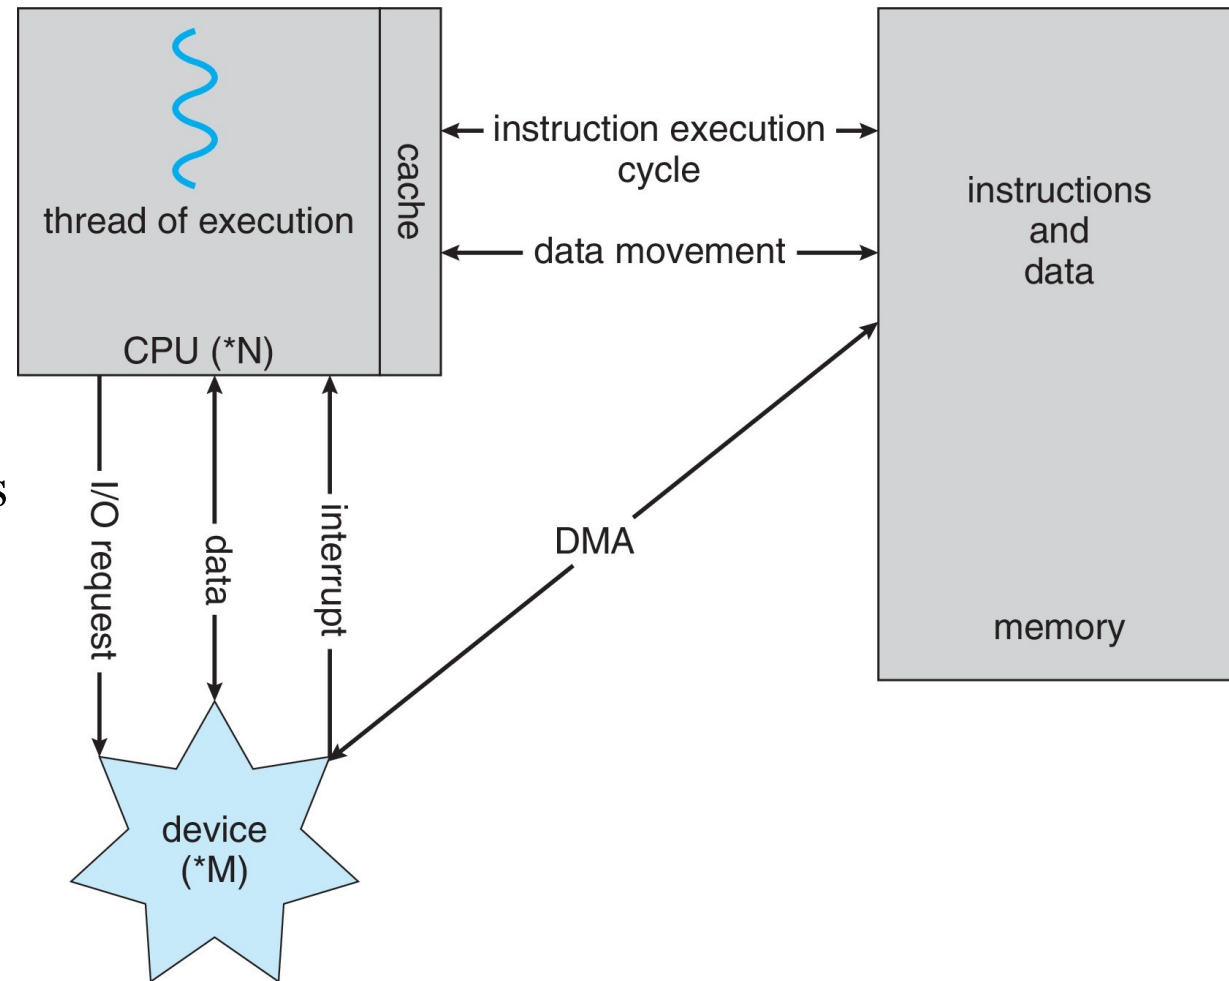 thread of execution
cache
CPU (*N)
instruction execution
cycle
data movement
instructions
and
data
memory
s
I/O request
data
interrupt
DMA
device
(*M)